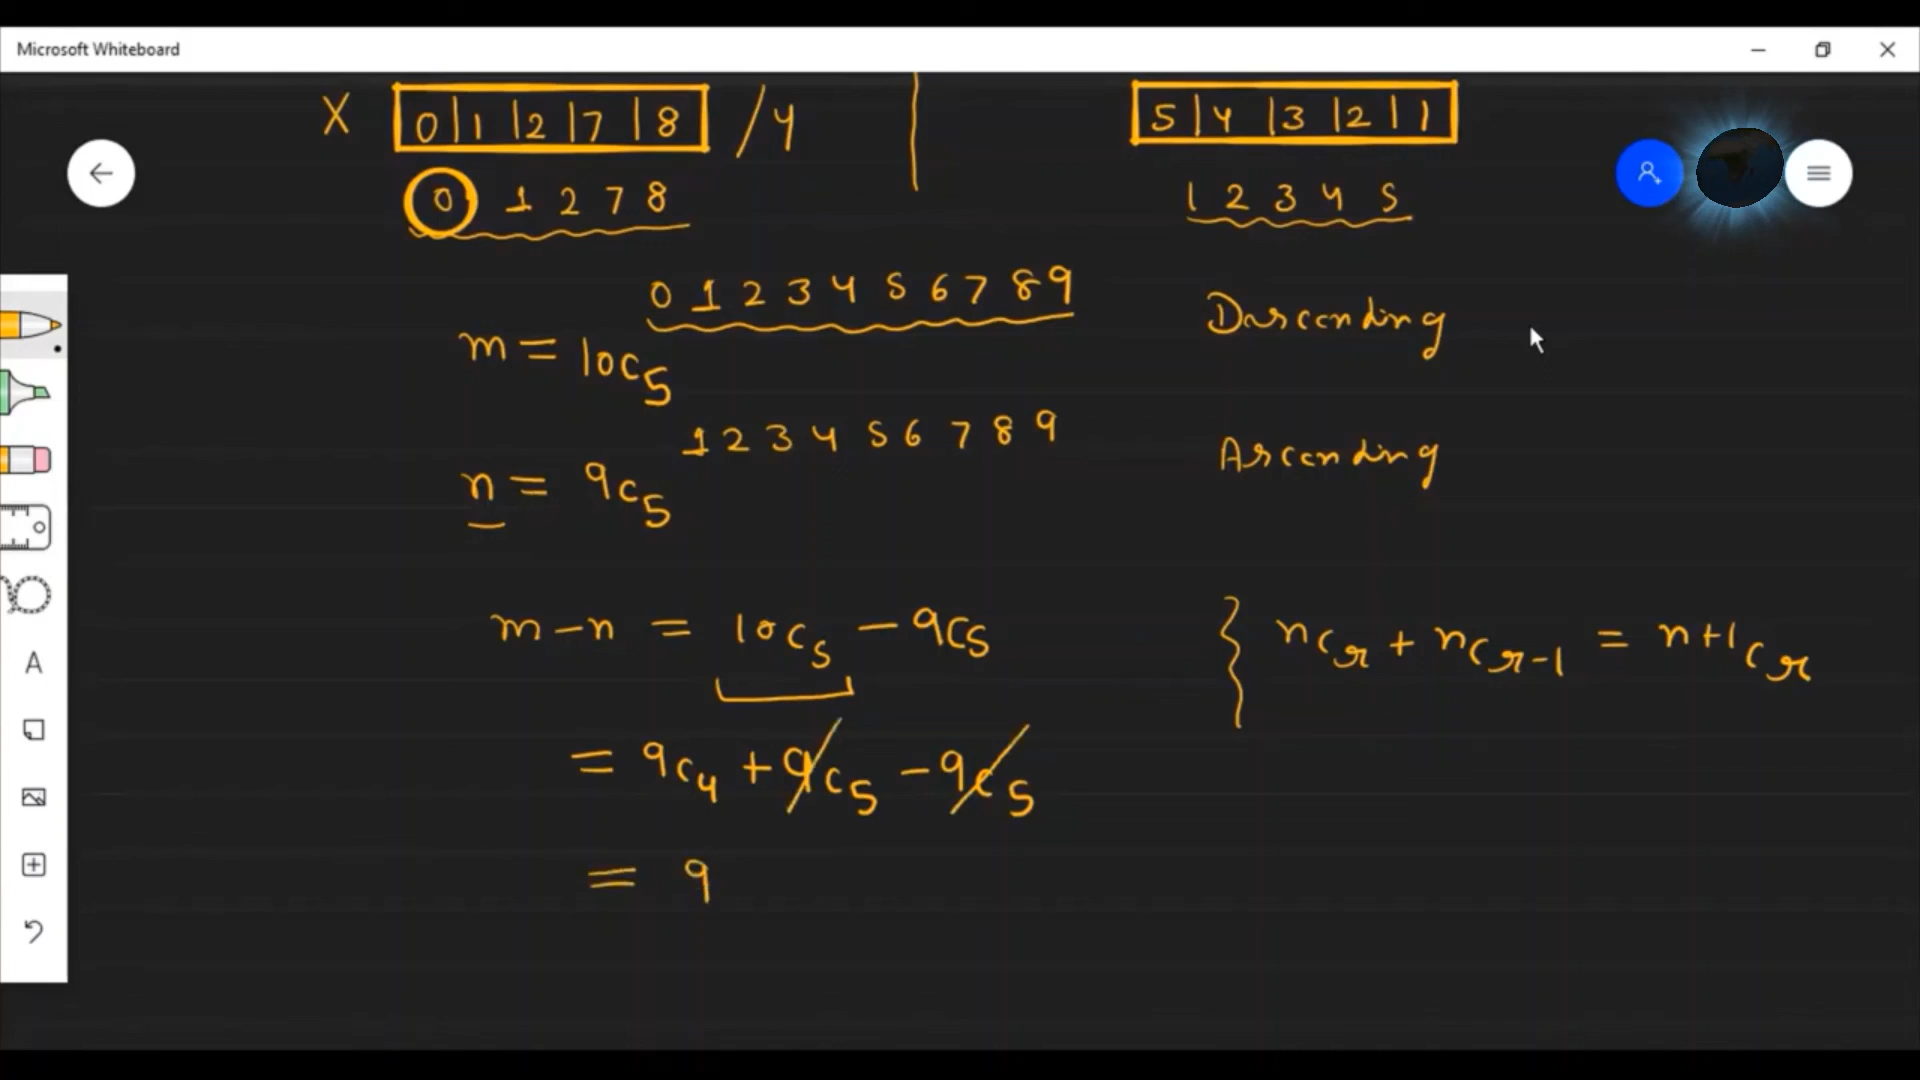 Microsoft Whiteboard
X 0|1|2|7|8 /4
5|4|3|2|1
0 1 2 7 8
1 2 3 4 5
0 1 2 3 4 5 6 7 8 9
m = 10C5
Descending
1 2 3 4 5 6 7 8 9
n = 9C5
Ascending
m - n = 10C5 - 9C5
} nCr + nCr-1 = n+1Cr
= 9C4 + 9C5 - 9C5
= 9
A